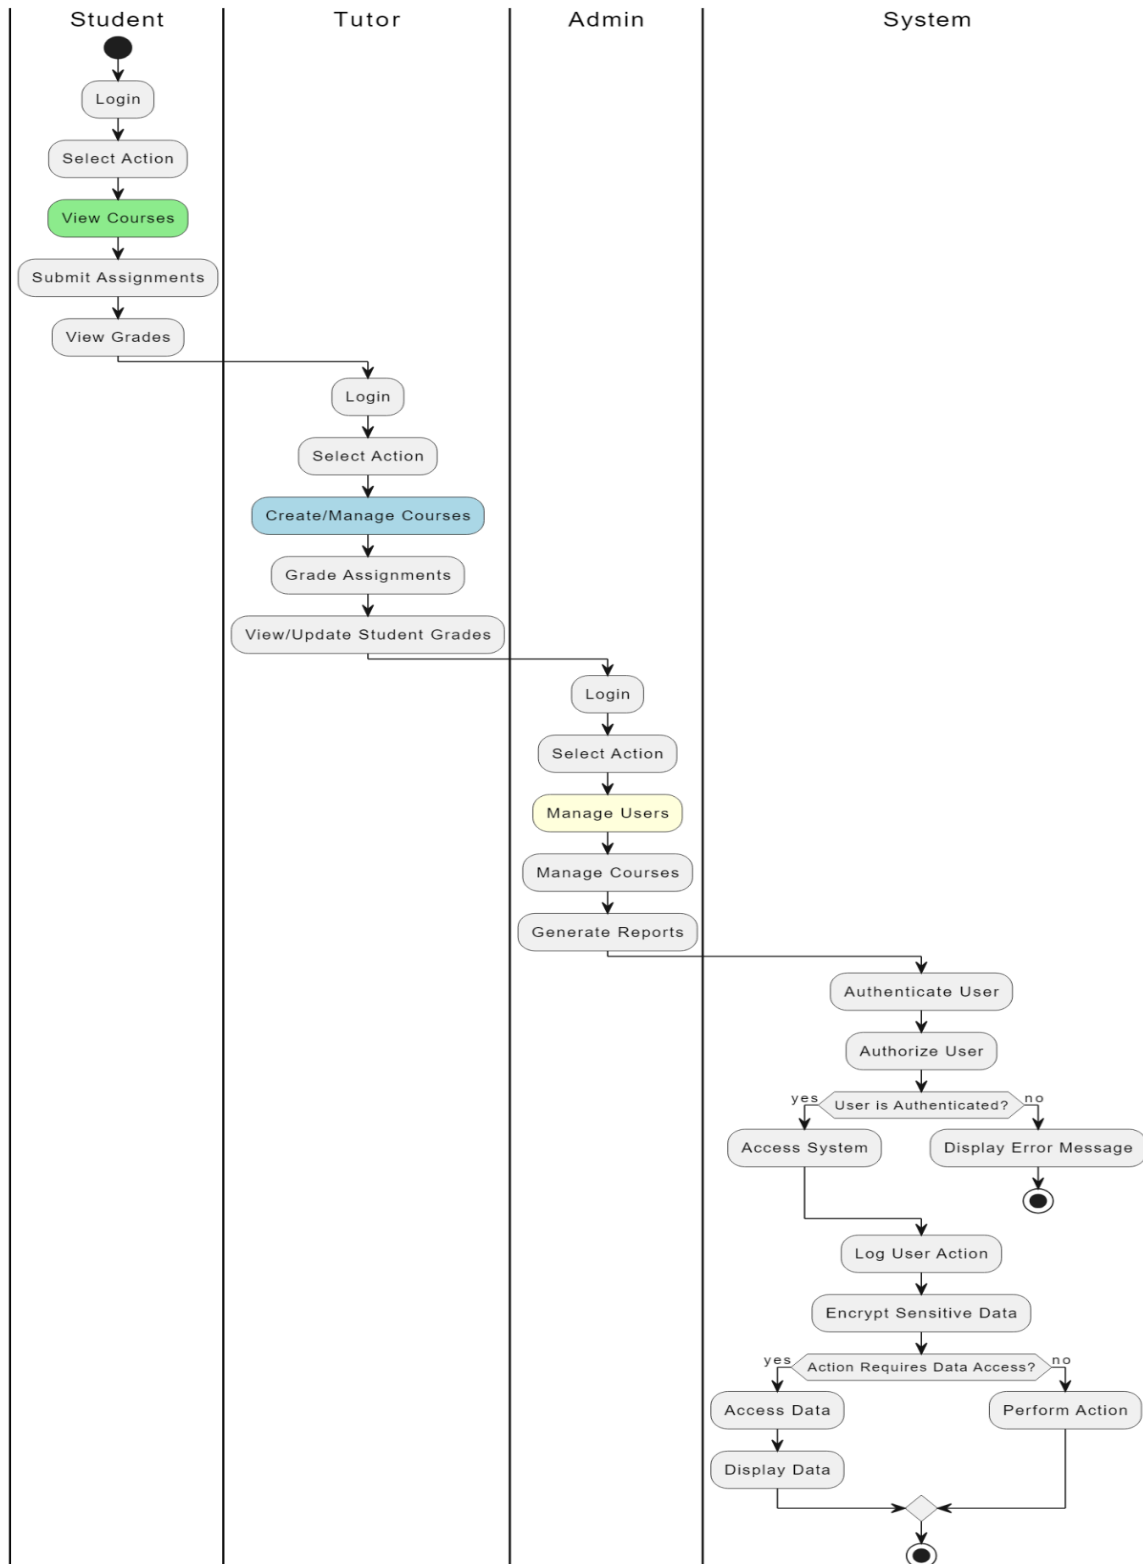 Student
Tutor
Admin
System
Login
Select Action
View Courses
Submit Assignments
View Grades
Login
Select Action
Create/Manage Courses
Grade Assignments
View/Update Student Grades
Login
Select Action
Manage Users
Manage Courses
Generate Reports
Authenticate User
Authorize User
yes
User is Authenticated?
no
Access System
Display Error Message
Log User Action
Encrypt Sensitive Data
yes
Action Requires Data Access?
no
Access Data
Perform Action
Display Data